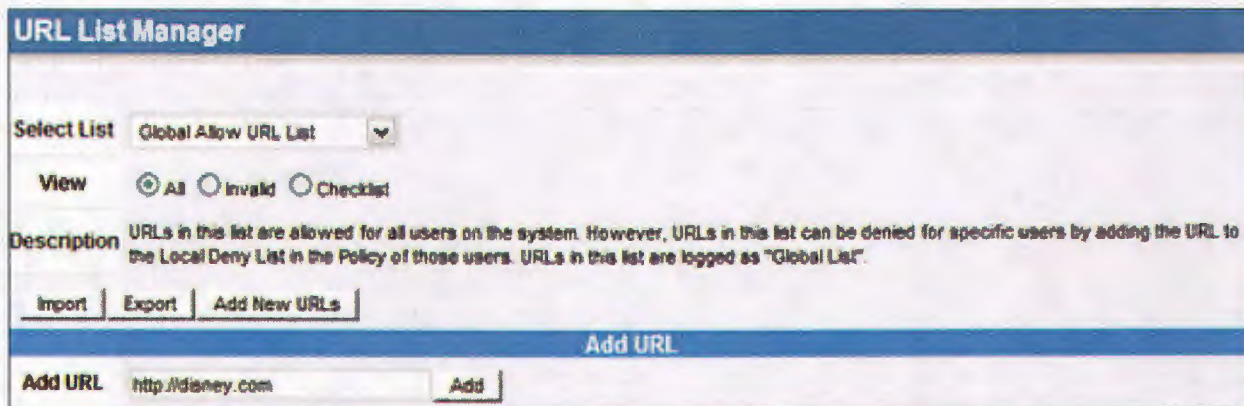 URL List Manager
Select List Global Allow URL List
View All Invalid Checklist
Description URLs in this list are allowed for all users on the system. However, URLs in this list can be denied for specific users by adding the URL to
the Local Deny List in the Policy of those users. URLs in this list are logged as "Global List".
Import Export Add New URLs
Add URL
Add URL http://disney.com Add